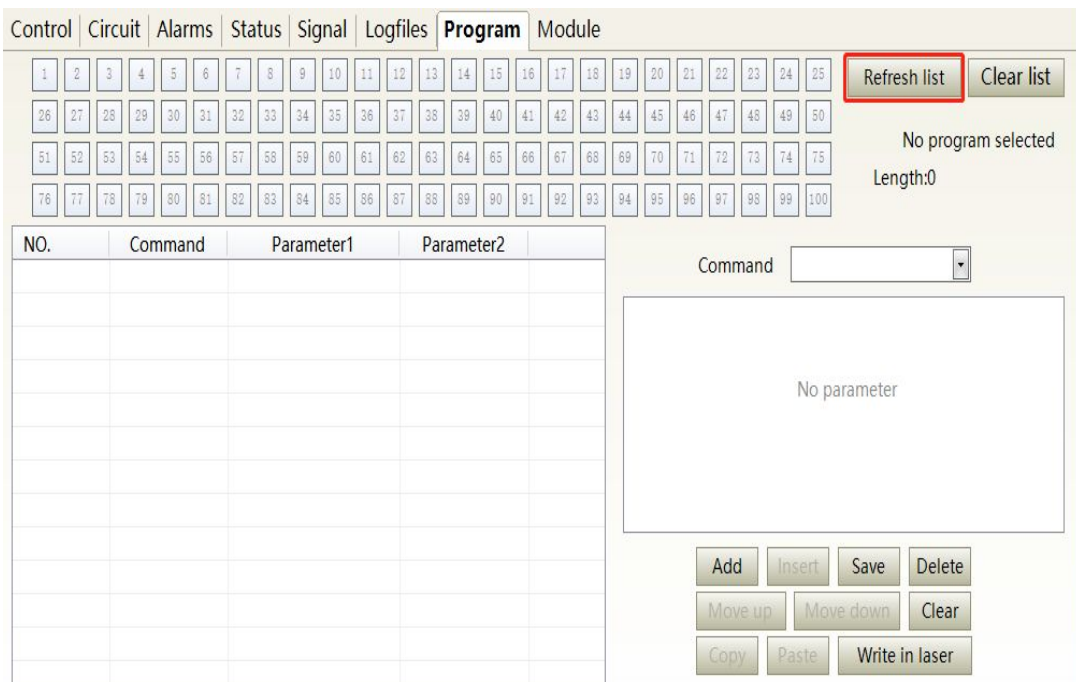 Control Circuit Alarms Status Signal Logfiles Program Module
1 2 3 4 5 6 7 8 9 10 11 12 13 14 15 16 17 18 19 20 21 22 23 24 25 Refresh list Clear list
26 27 28 29 30 31 32 33 34 35 36 37 38 39 40 41 42 43 44 45 46 47 48 49 50
No program selected
51 52 53 54 55 56 57 58 59 60 61 62 63 64 65 66 67 68 69 70 71 72 73 74 75
Length:0
76 77 78 79 80 81 82 83 84 85 86 87 88 89 90 91 92 93 94 95 96 97 98 99 100
NO. Command Parameter1 Parameter2
Command
No parameter
Add Insert Save Delete
Move up Move down Clear
Copy Paste Write in laser